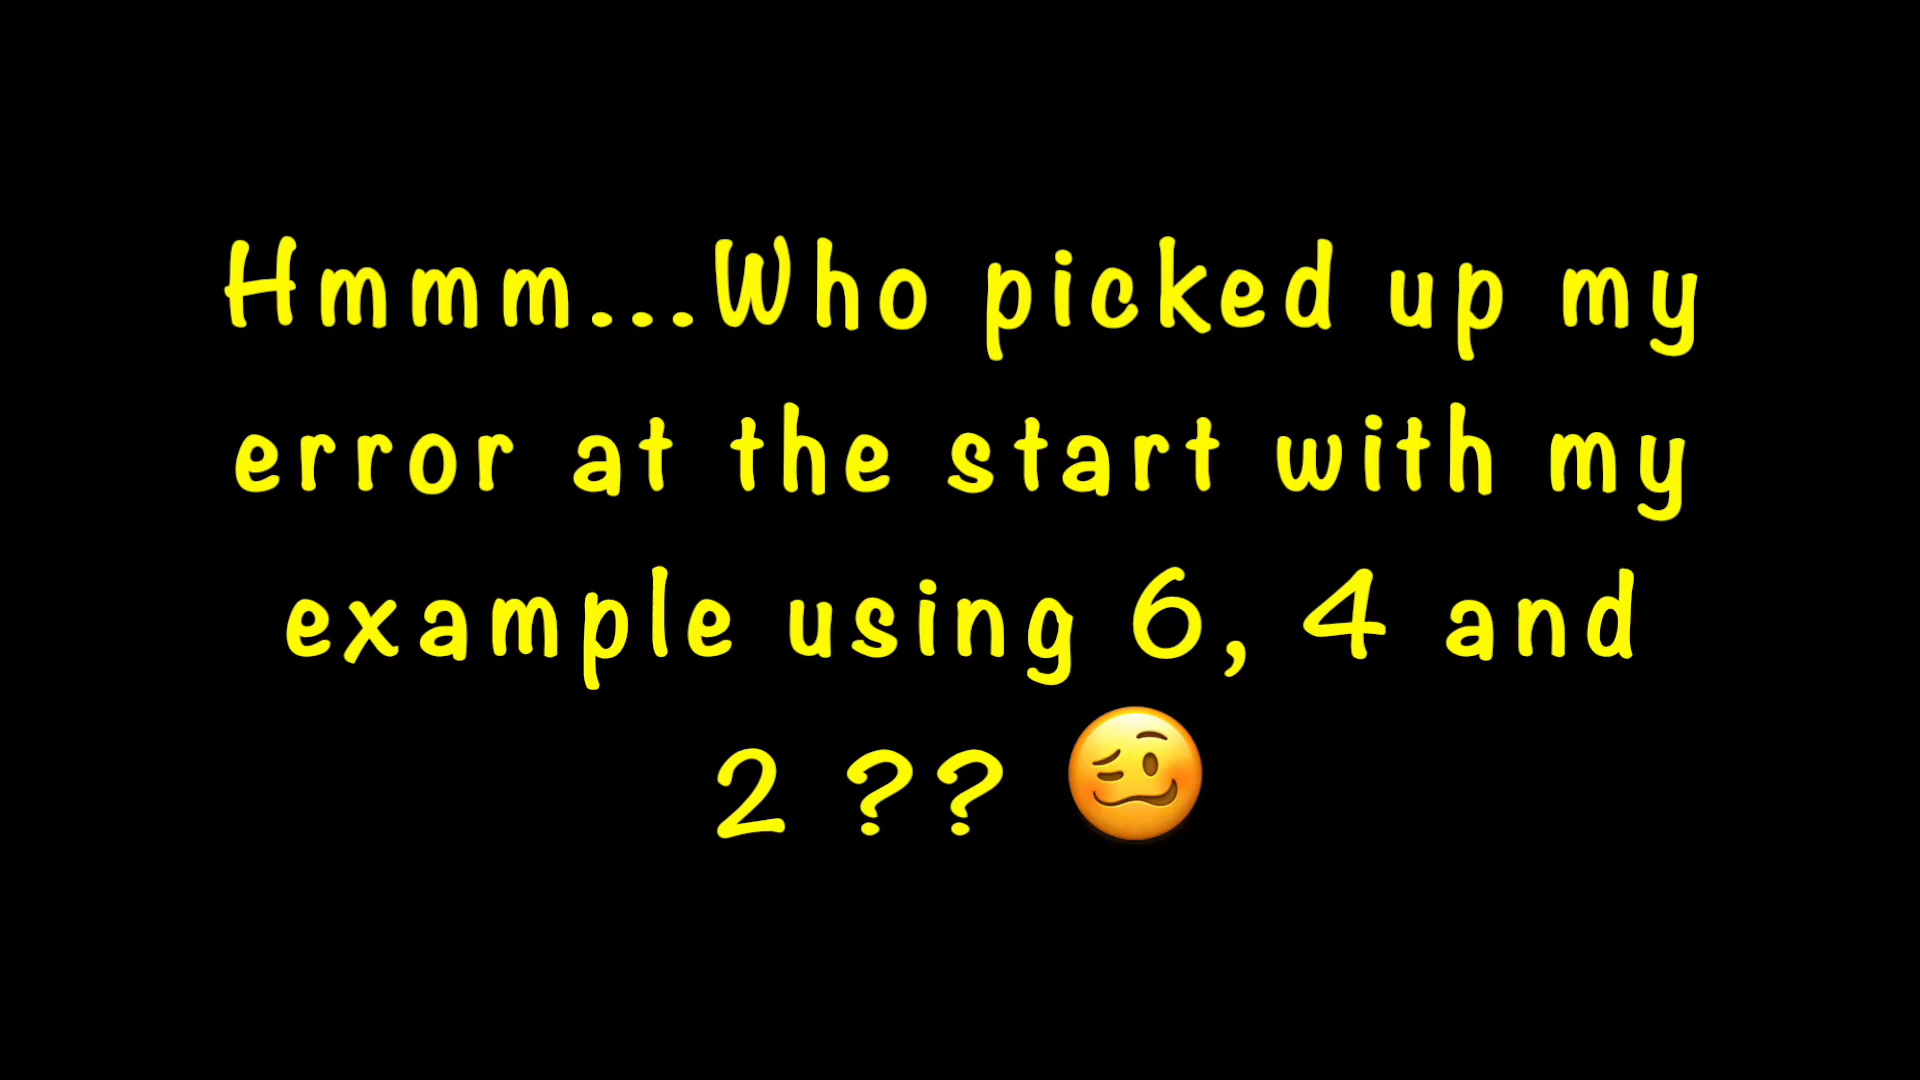 Hmmm...Who picked up my
error at the start with my
example using 6, 4 and
2 ?? 🥴